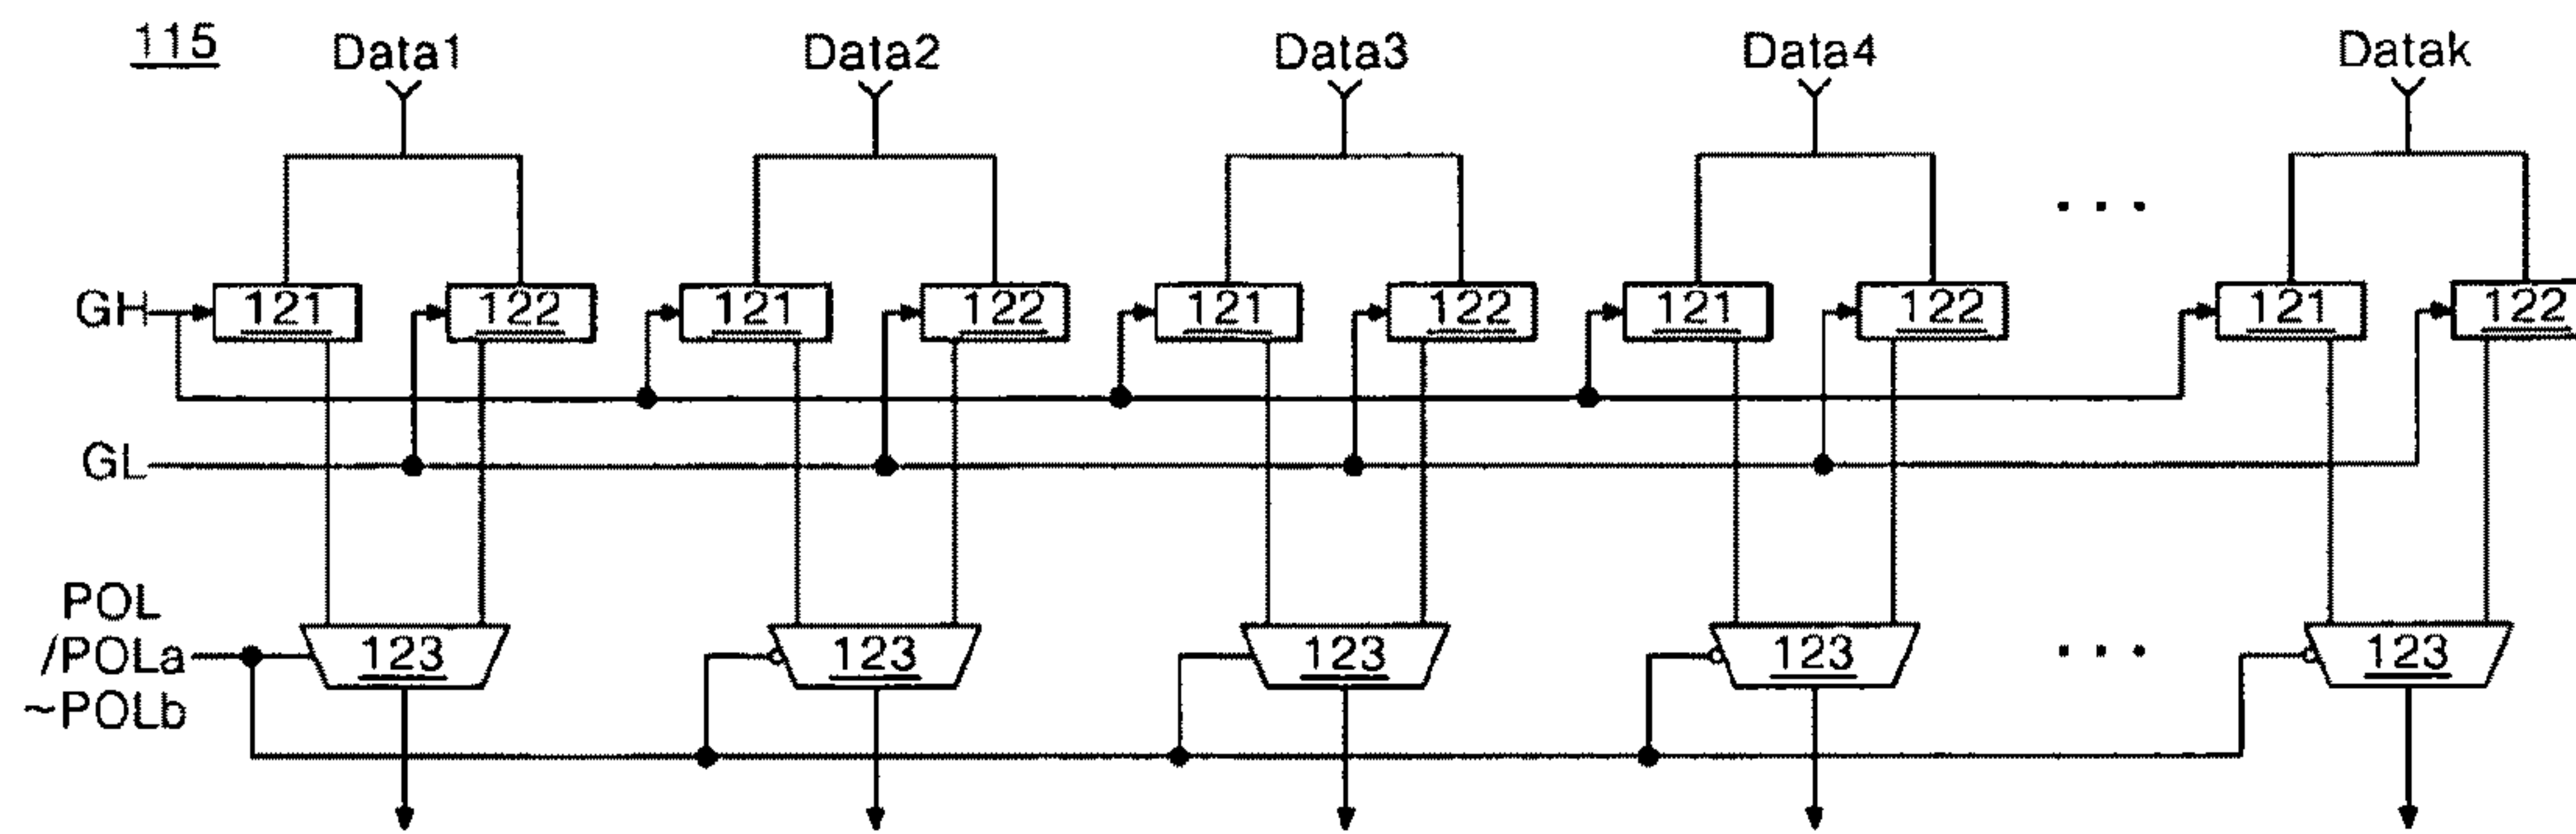 115 Data1 Data2 Data3 Data4 Datak
. . .
GH 121 122 121 122 121 122 121 122 121 122
GL
POL
/POLa 123 123 123 123 . . . 123
~POLb